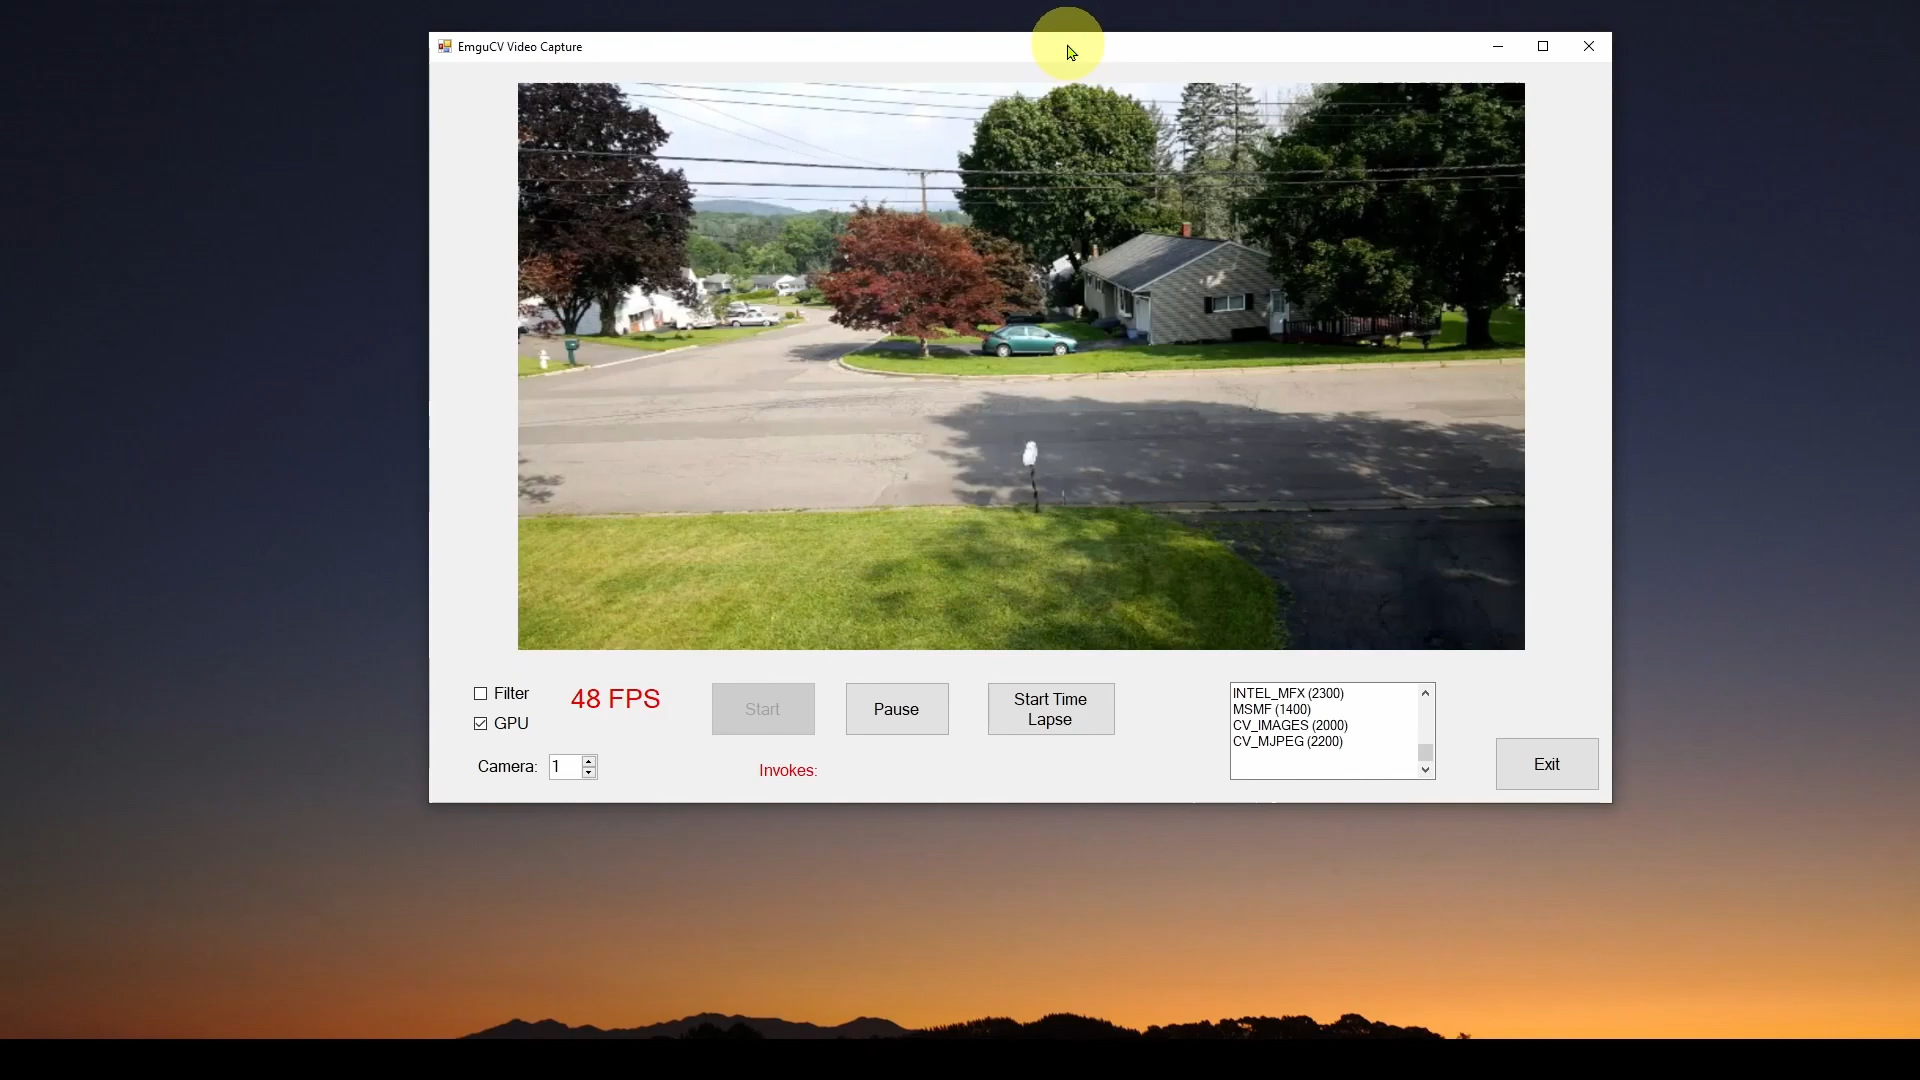 EmguCV Video Capture
Filter
48 FPS
GPU
Camera: 1
Start
Pause
Start Time
Lapse
Invokes:
INTEL_MFX (2300)
MSMF (1400)
CV_IMAGES (2000)
CV_MJPEG (2200)
Exit